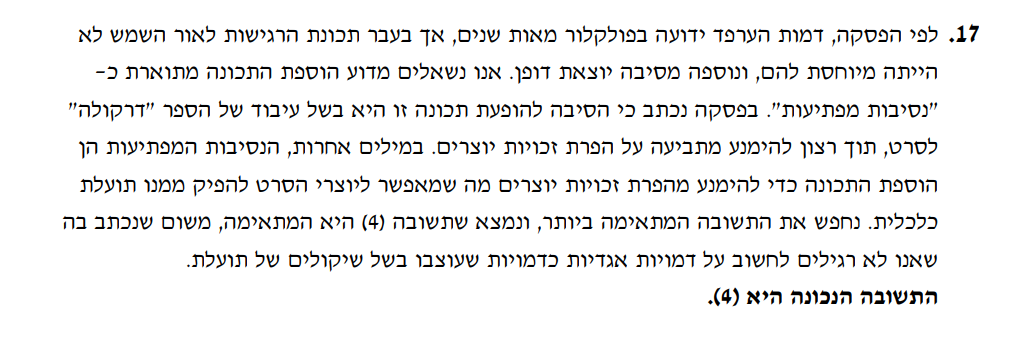 17. לפי הפסקה, דמות הערפד ידועה בפולקלור מאות שנים, אך בעבר תכונת הרגישות לאור השמש לא
הייתה מיוחסת להם, ונוספה מסיבה יוצאת דופן. אנו נשאלים מדוע הוספת התכונה מתוארת כ-
"נסיבות מפתיעות". בפסקה נכתב כי הסיבה להופעת תכונה זו היא בשל עיבוד של הספר "דרקולה"
לסרט, תוך רצון להימנע מתביעה על הפרת זכויות יוצרים. במילים אחרות, הנסיבות המפתיעות הן
הוספת התכונה כדי להימנע מהפרת זכויות יוצרים מה שמאפשר ליוצרי הסרט להפיק ממנו תועלת
כלכלית. נחפש את התשובה המתאימה ביותר, ונמצא שתשובה (4) היא המתאימה, משום שנכתב בה
שאנו לא רגילים לחשוב על דמויות אגדיות כדמויות שעוצבו בשל שיקולים של תועלת.
התשובה הנכונה היא (4).